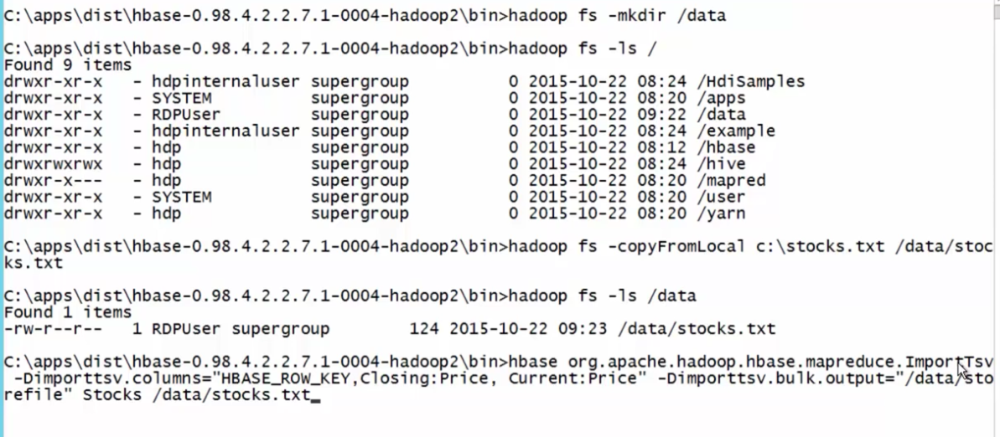 C:\apps\dist\hbase-0.98.4.2.2.7.1-0004-hadoop2\bin>hadoop fs -mkdir /data
C:\apps\dist\hbase-0.98.4.2.2.7.1-0004-hadoop2\bin>hadoop fs -ls /
Found 9 items
drwxr-xr-x   - hdpinternaluser supergroup          0 2015-10-22 08:24 /HdiSamples
drwxr-xr-x   - SYSTEM          supergroup          0 2015-10-22 08:20 /apps
drwxr-xr-x   - RDPUser         supergroup          0 2015-10-22 09:22 /data
drwxr-xr-x   - hdpinternaluser supergroup          0 2015-10-22 08:24 /example
drwxr-xr-x   - hdp             supergroup          0 2015-10-22 08:12 /hbase
drwxrwxrwx   - hdp             supergroup          0 2015-10-22 08:24 /hive
drwxr-x---   - hdp             supergroup          0 2015-10-22 08:20 /mapred
drwxr-xr-x   - SYSTEM          supergroup          0 2015-10-22 08:20 /user
drwxr-xr-x   - hdp             supergroup          0 2015-10-22 08:20 /yarn
C:\apps\dist\hbase-0.98.4.2.2.7.1-0004-hadoop2\bin>hadoop fs -copyFromLocal c:\stocks.txt /data/stoc
ks.txt
C:\apps\dist\hbase-0.98.4.2.2.7.1-0004-hadoop2\bin>hadoop fs -ls /data
Found 1 items
-rw-r--r--   1 RDPUser supergroup        124 2015-10-22 09:23 /data/stocks.txt
C:\apps\dist\hbase-0.98.4.2.2.7.1-0004-hadoop2\bin>hbase org.apache.hadoop.hbase.mapreduce.ImportTsv
 -Dimporttsv.columns="HBASE_ROW_KEY,Closing:Price, Current:Price" -Dimporttsv.bulk.output="/data/sto
refile" Stocks /data/stocks.txt_